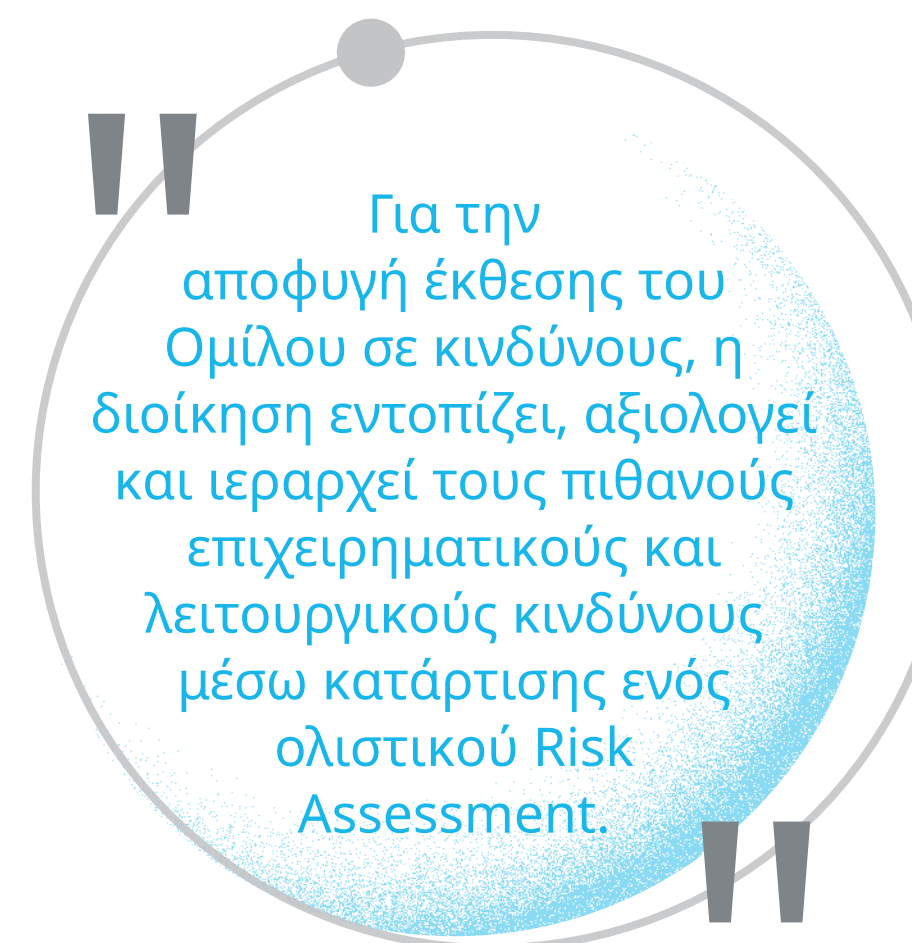 "
Για την
αποφυγή έκθεσης του
Ομίλου σε κινδύνους, η
διοίκηση εντοπίζει, αξιολογεί
και ιεραρχεί τους πιθανούς
επιχειρηματικούς και
λειτουργικούς κινδύνους
μέσω κατάρτισης ενός
ολιστικού Risk
Assessment.
"